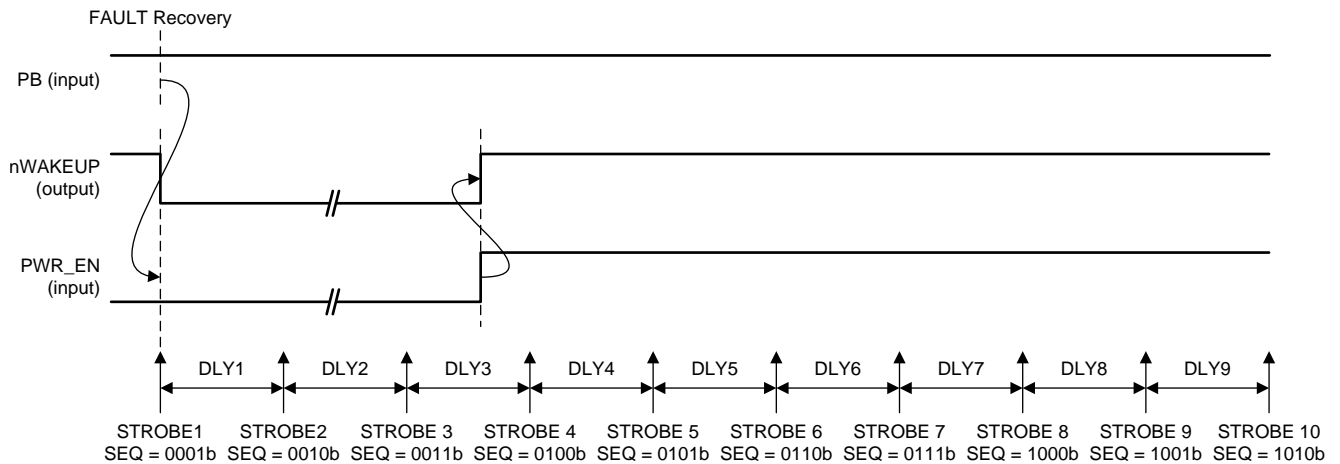 FAULT Recovery
PB (input)
nWAKEUP
(output)
PWR_EN
(input)
DLY1 DLY2 DLY3 DLY4 DLY5 DLY6 DLY7 DLY8 DLY9
STROBE1 STROBE2 STROBE 3 STROBE 4 STROBE 5 STROBE 6 STROBE 7 STROBE 8 STROBE 9 STROBE 10
SEQ = 0001b SEQ = 0010b SEQ = 0011b SEQ = 0100b SEQ = 0101b SEQ = 0110b SEQ = 0111b SEQ = 1000b SEQ = 1001b SEQ = 1010b